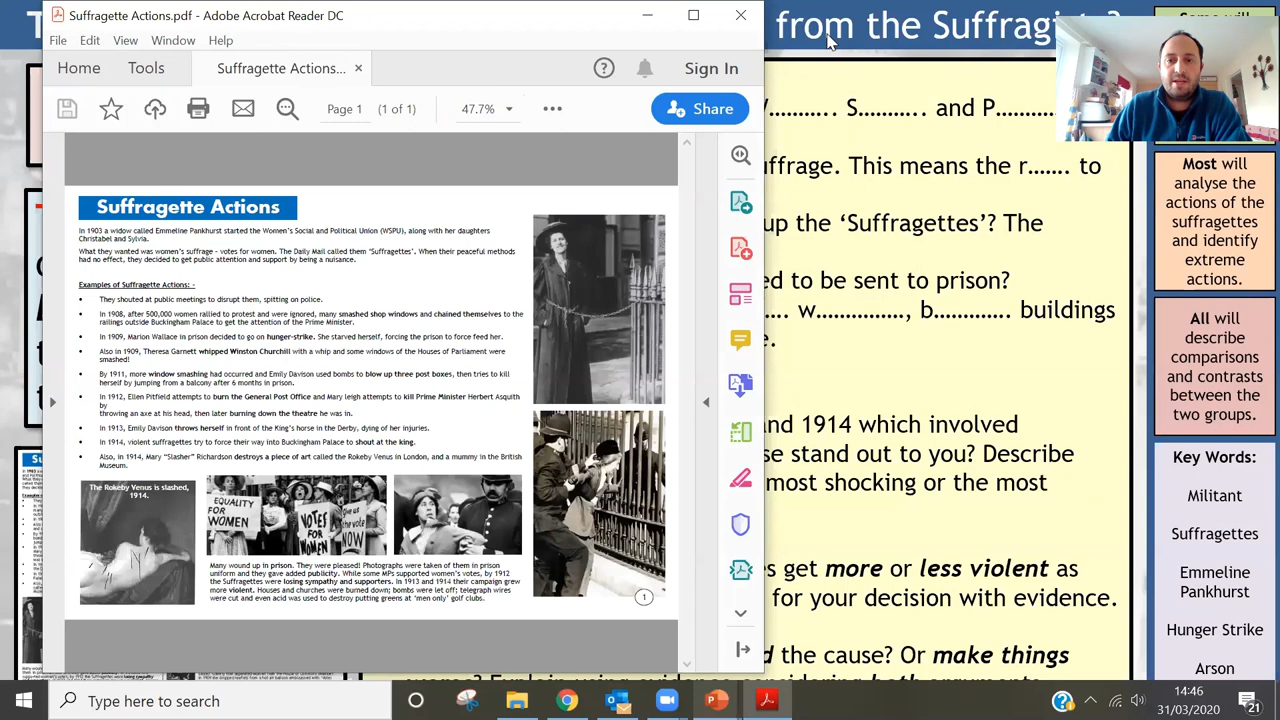 Suffragette Actions.pdf - Adobe Acrobat Reader DC
File Edit View Window Help
Home Tools Suffragette Actions... × Sign In
Page 1 (1 of 1) 47.7% Share
Suffragette Actions
In 1903 a widow called Emmeline Pankhurst started the Women's Social and Political Union (WSPU), along with her daughters
Christabel and Sylvia.
What they wanted was women's suffrage – votes for women. The Daily Mail called them 'Suffragettes'. When their peaceful methods
had no effect, they decided to get public attention and support by being a nuisance.
Examples of Suffragette Actions: -
• They shouted at public meetings to disrupt them, spitting on police.
• In 1908, after 500,000 women rallied to protest and were ignored, many smashed shop windows and chained themselves to the
railings outside Buckingham Palace to get the attention of the Prime Minister.
• In 1909, Marion Wallace in prison decided to go on hunger-strike. She starved herself, forcing the prison to force feed her.
• Also in 1909, Theresa Garnett whipped Winston Churchill with a whip and some windows of the Houses of Parliament were
smashed!
• By 1911, more window smashing had occurred and Emily Davison used bombs to blow up three post boxes, then tries to kill
herself by jumping from a balcony after 6 months in prison.
• In 1912, Ellen Pitfield attempts to burn the General Post Office and Mary leigh attempts to kill Prime Minister Herbert Asquith
by
throwing an axe at his head, then later burning down the theatre he was in.
• In 1913, Emily Davison throws herself in front of the King's horse in the Derby, dying of her injuries.
• In 1914, violent suffragettes try to force their way into Buckingham Palace to shout at the king.
• Also, in 1914, Mary "Slasher" Richardson destroys a piece of art called the Rokeby Venus in London, and a mummy in the British
Museum.
The Rokeby Venus is slashed,
1914.
EQUALITY
FOR
WOMEN
VOTES
FOR
WOMEN
Give us
the vote
NOW
Many wound up in prison. They were pleased! Photographs were taken of them in prison
uniform and they gave added publicity. While some MPs supported women's votes, by 1912
the Suffragettes were losing sympathy and supporters. In 1913 and 1914 their campaign grew
more violent. Houses and churches were burned down; bombs were let off; telegraph wires
were cut and even acid was used to destroy putting greens at 'men only' golf clubs.
1
from the Suffragists?
S……….. and P………..
uffrage. This means the r……. to
up the 'Suffragettes'? The
ed to be sent to prison?
…. w……………, b…………. buildings
e.
and 1914 which involved
se stand out to you? Describe
most shocking or the most
es get more or less violent as
for your decision with evidence.
d the cause? Or make things
Some will
Most will
analyse the
actions of the
suffragettes
and identify
extreme
actions.
All will
describe
comparisons
and contrasts
between the
two groups.
Key Words:
Militant
Suffragettes
Emmeline
Pankhurst
Hunger Strike
Arson
Type here to search
14:46
31/03/2020
21